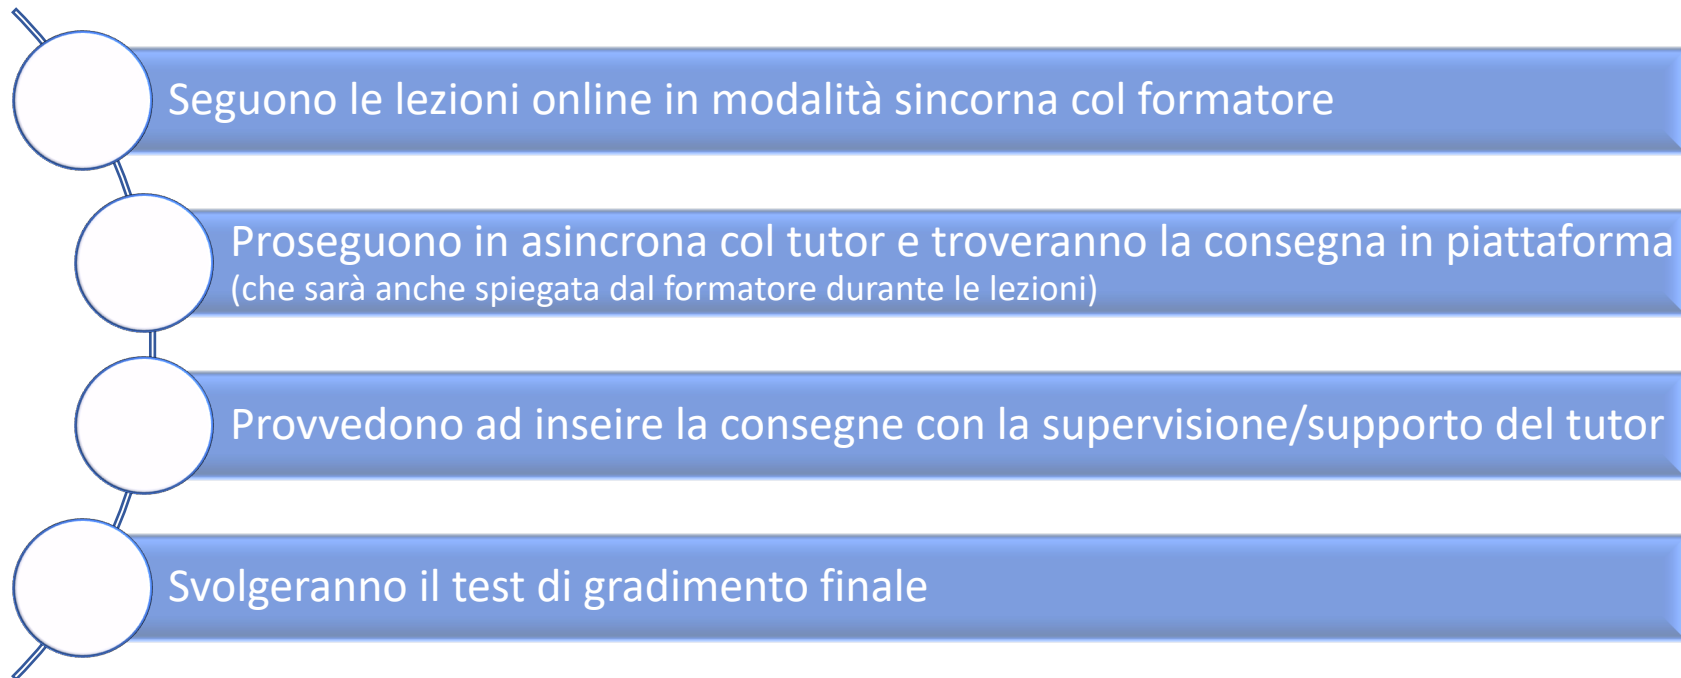 Seguono le lezioni online in modalità sincorna col formatore
Proseguono in asincrona col tutor e troveranno la consegna in piattaforma
(che sarà anche spiegata dal formatore durante le lezioni)
Provvedono ad inseire la consegne con la supervisione/supporto del tutor
Svolgeranno il test di gradimento finale